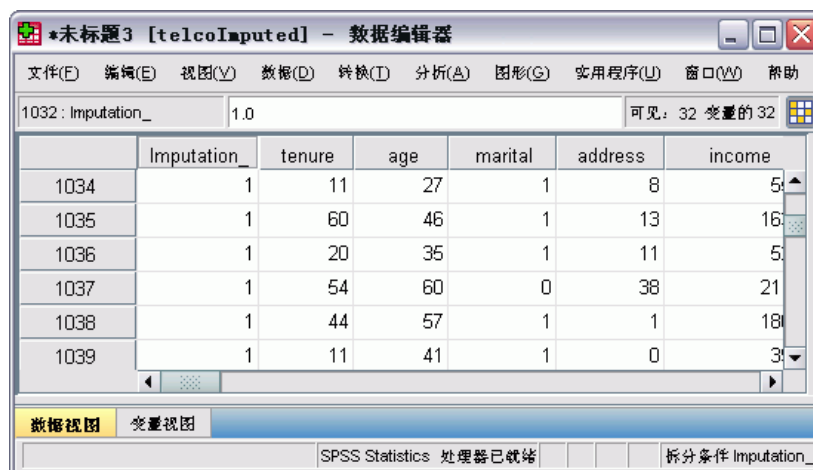 *未标题3 [telcoImputed] - 数据编辑器
文件(F) 编辑(E) 视图(V) 数据(D) 转换(T) 分析(A) 图形(G) 实用程序(U) 窗口(W) 帮助
1032 : Imputation_ 1.0 可见: 32 变量的 32
Imputation_ tenure age marital address income
1034 1 11 27 1 8
1035 1 60 46 1 13
1036 1 20 35 1 11
1037 1 54 60 0 38
1038 1 44 57 1 1
1039 1 11 41 1 0
数据视图 变量视图
SPSS Statistics 处理器已就绪 拆分条件 Imputation_